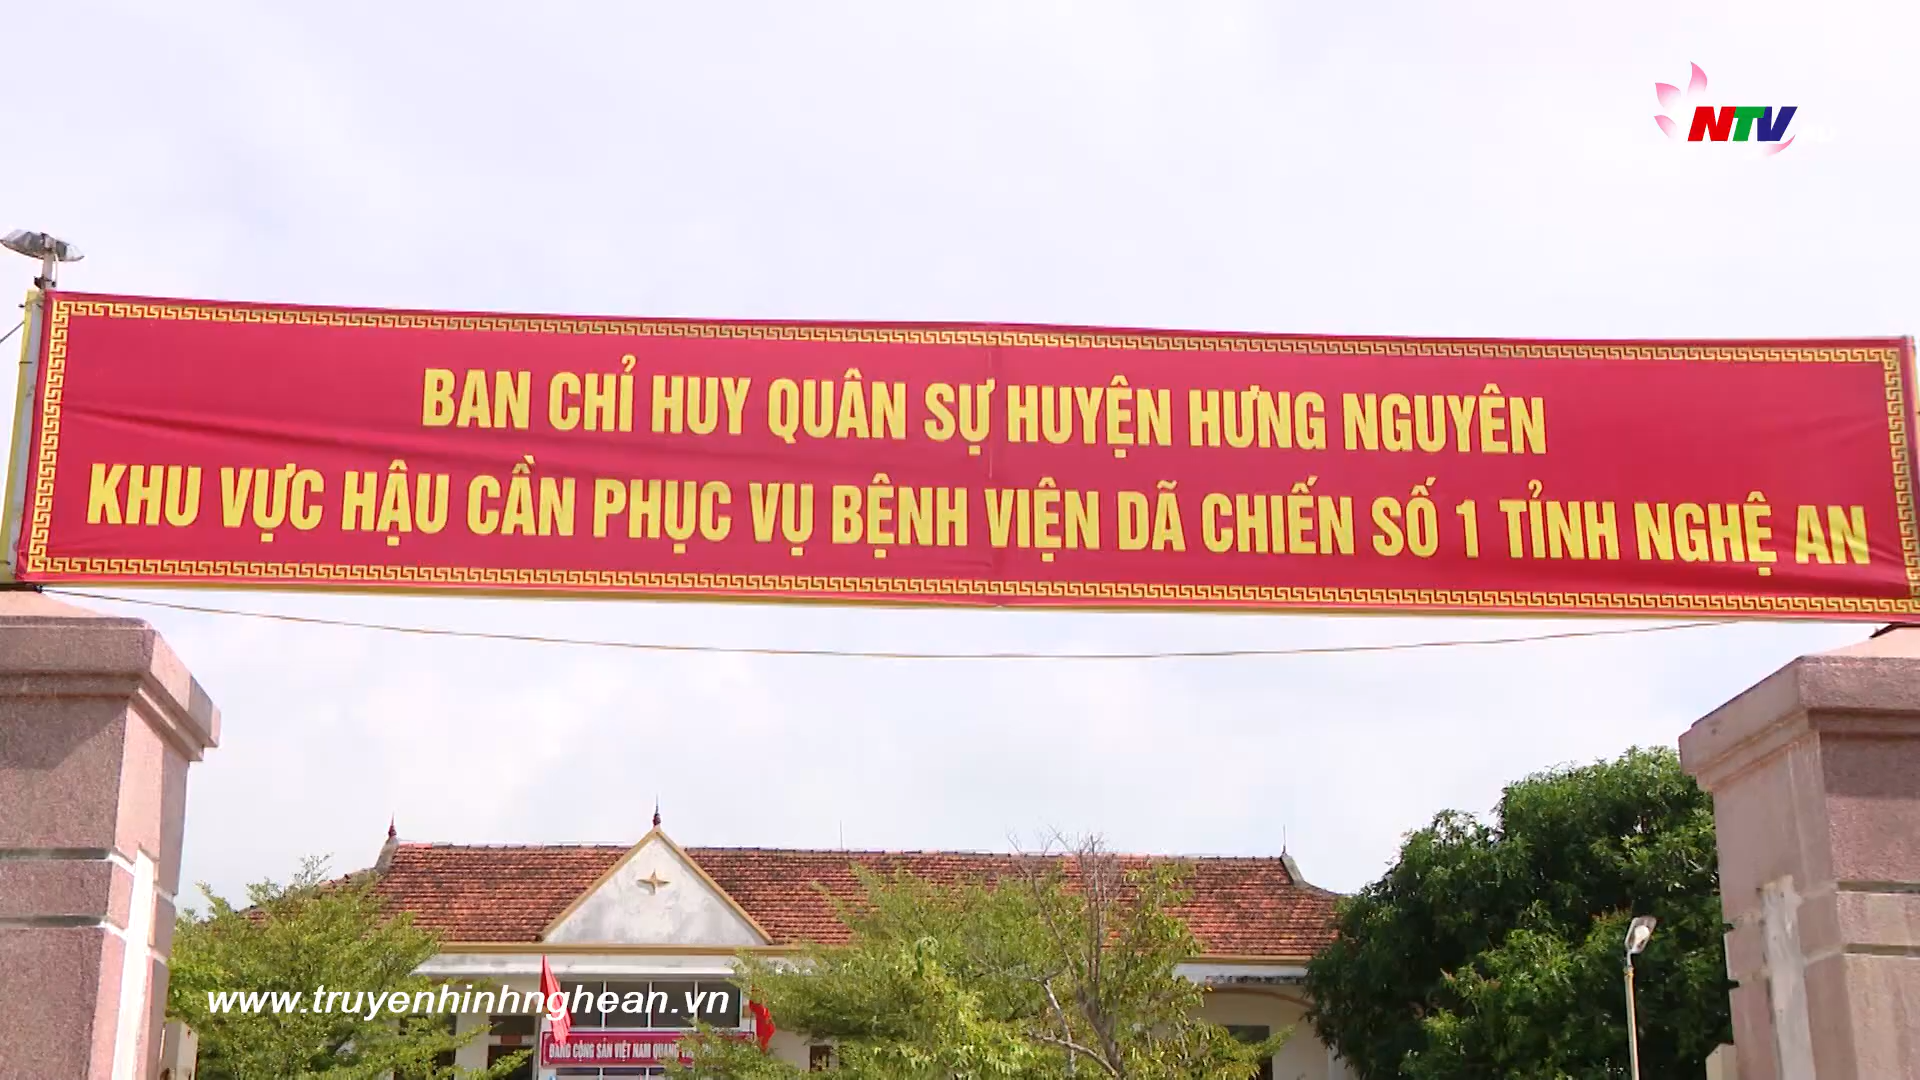 NTV
BAN CHỈ HUY QUÂN SỰ HUYỆN HƯNG NGUYÊN
KHU VỰC HẬU CẦN PHỤC VỤ BỆNH VIỆN DÃ CHIẾN SỐ 1 TỈNH NGHỆ AN
www.truyenhinhnghean.vn
ĐẢNG CỘNG SẢN VIỆT NAM QUANG